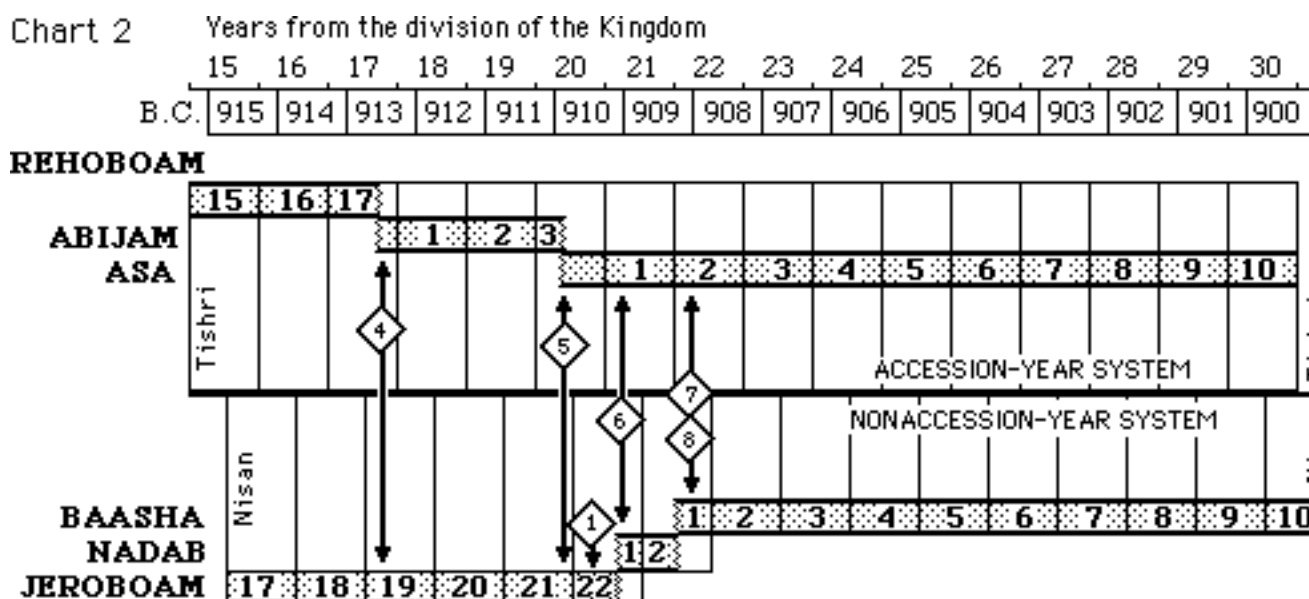 Chart 2 Years from the division of the Kingdom
15 16 17 18 19 20 21 22 23 24 25 26 27 28 29 30
B.C. 915 914 913 912 911 910 909 908 907 906 905 904 903 902 901 900
REHOBOAM
15 16 17
ABIJAM 1 2 3
ASA 1 2 3 4 5 6 7 8 9 10
Tishri
4
5
ACCESSION-YEAR SYSTEM
7
6
NONACCESSION-YEAR SYSTEM
8
Nisan
BAASHA 1 1 2 3 4 5 6 7 8 9 10
NADAB 1 2
JEROBOAM 17 18 19 20 21 22